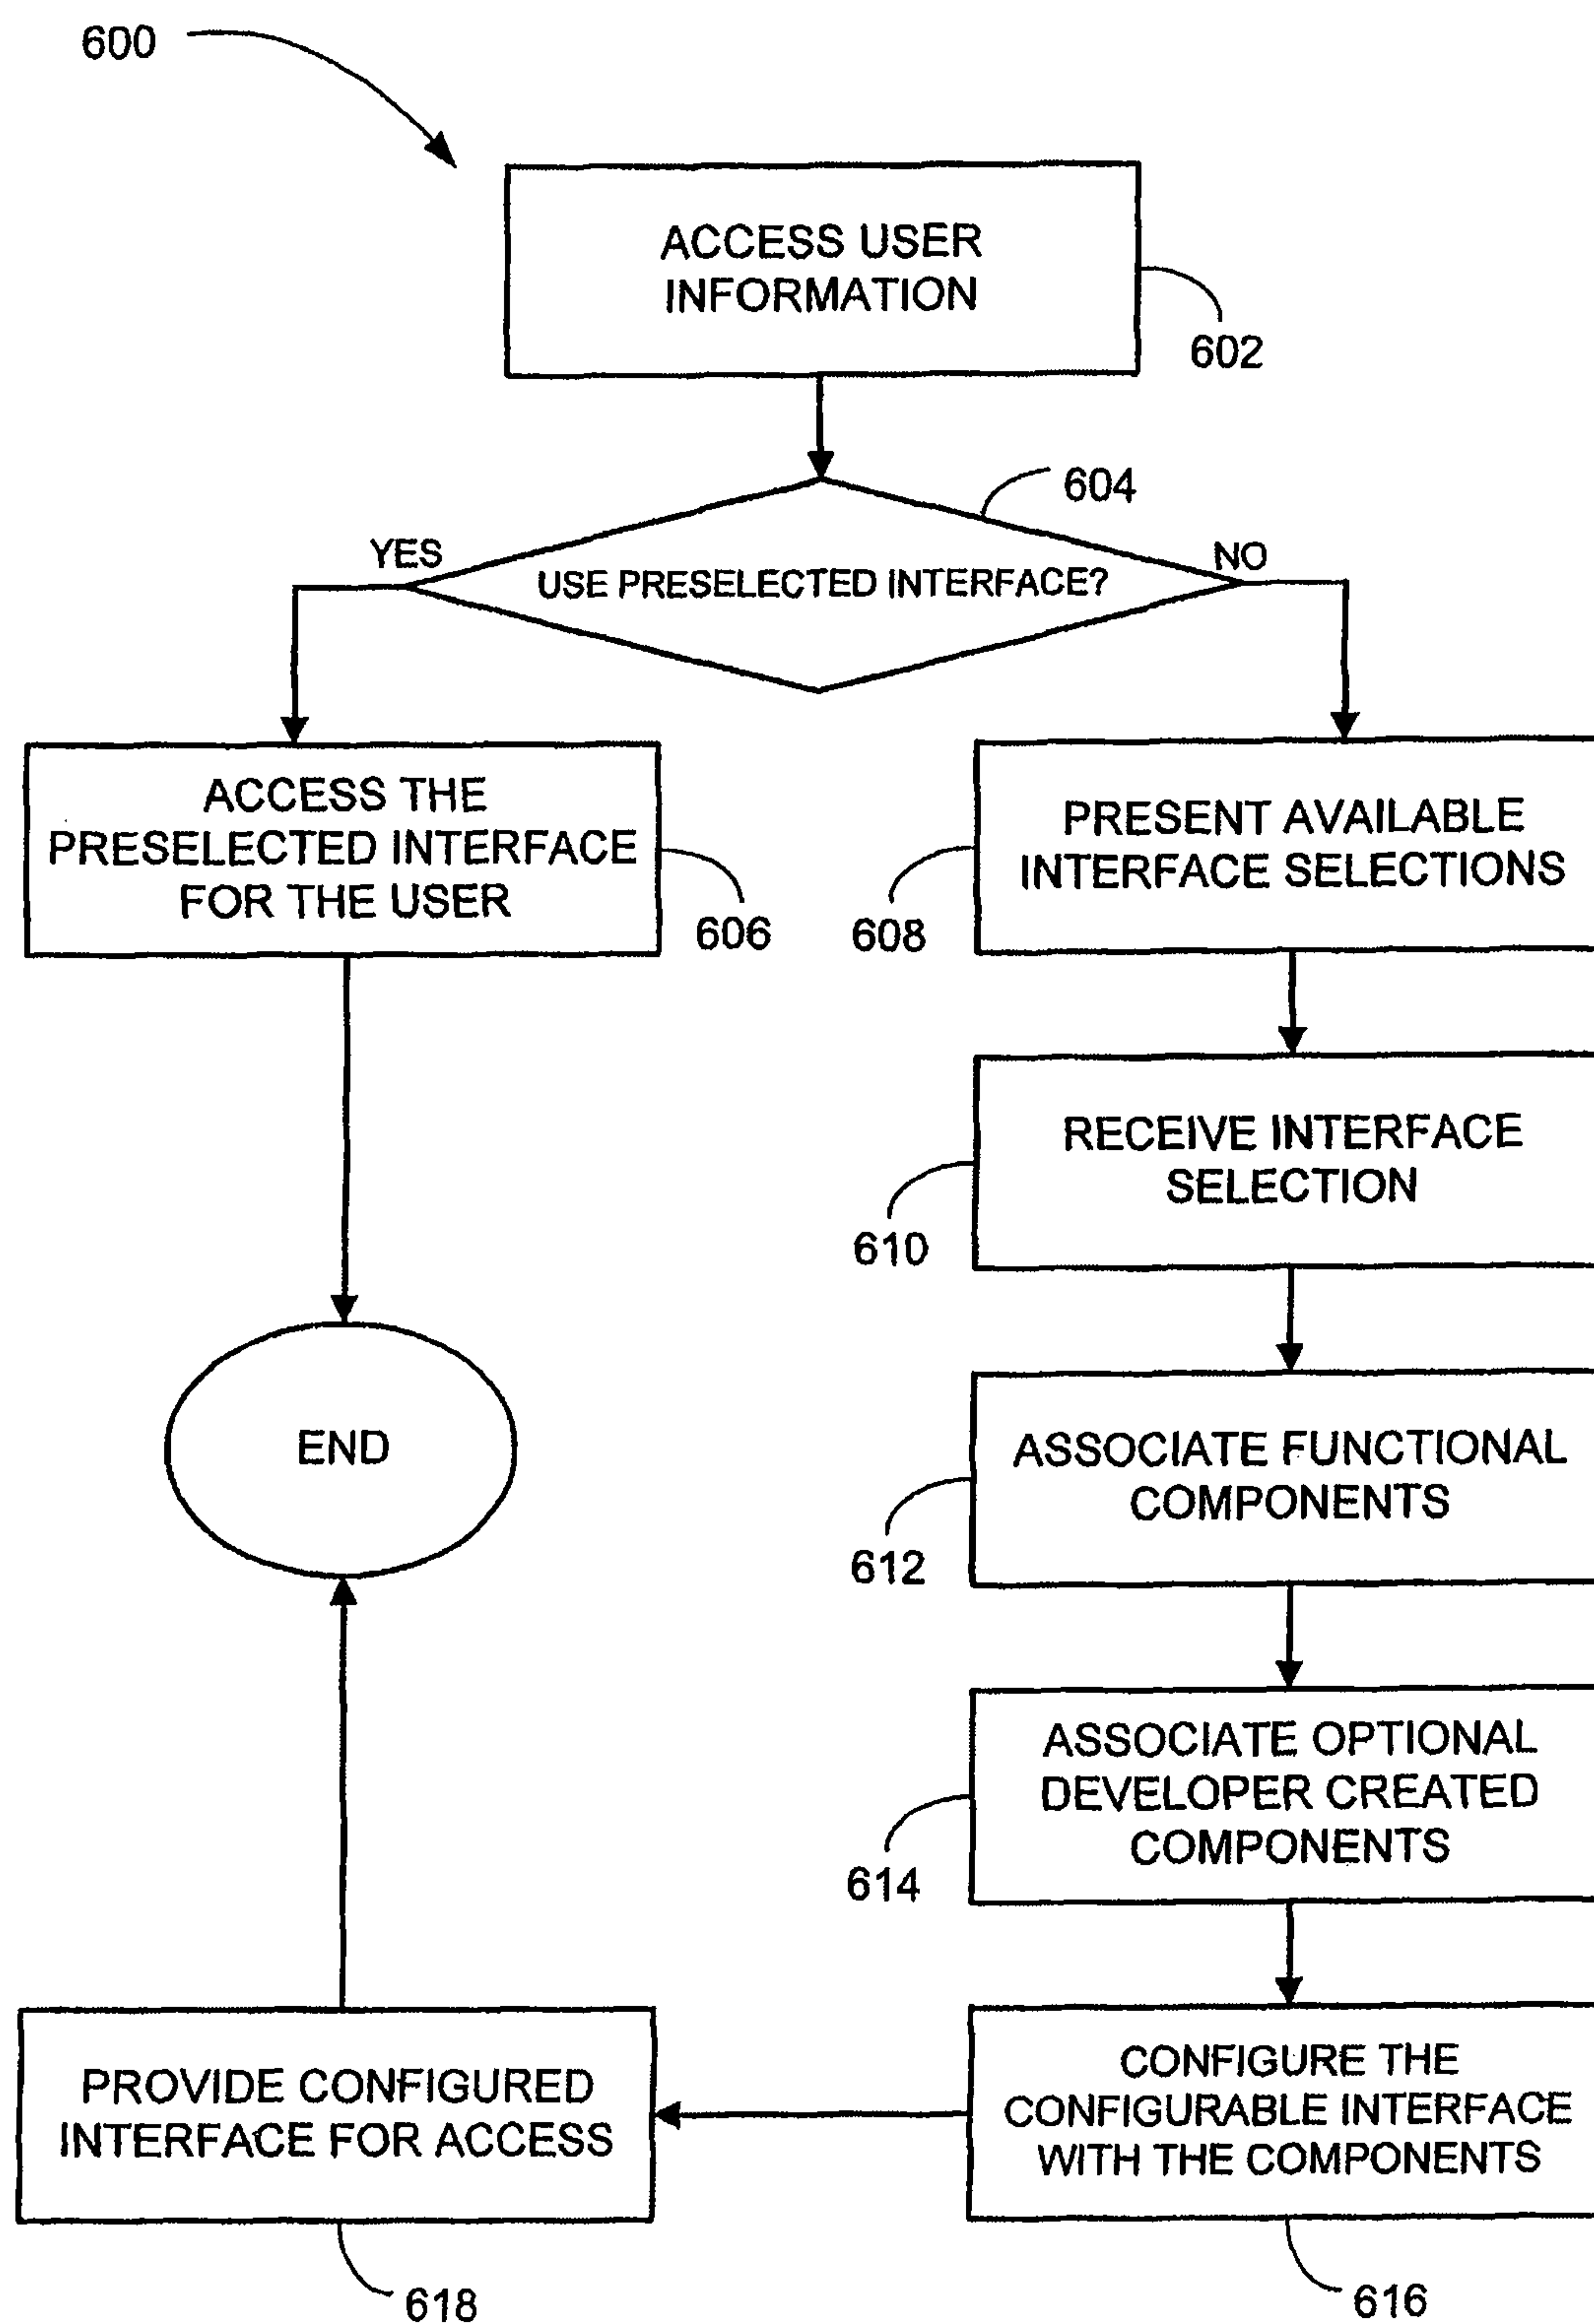 600
ACCESS USER
INFORMATION
602
604
YES
USE PRESELECTED INTERFACE?
NO
ACCESS THE
PRESELECTED INTERFACE
FOR THE USER
606
PRESENT AVAILABLE
INTERFACE SELECTIONS
608
RECEIVE INTERFACE
SELECTION
610
END
ASSOCIATE FUNCTIONAL
COMPONENTS
612
ASSOCIATE OPTIONAL
DEVELOPER CREATED
COMPONENTS
614
CONFIGURE THE
CONFIGURABLE INTERFACE
WITH THE COMPONENTS
616
PROVIDE CONFIGURED
INTERFACE FOR ACCESS
618